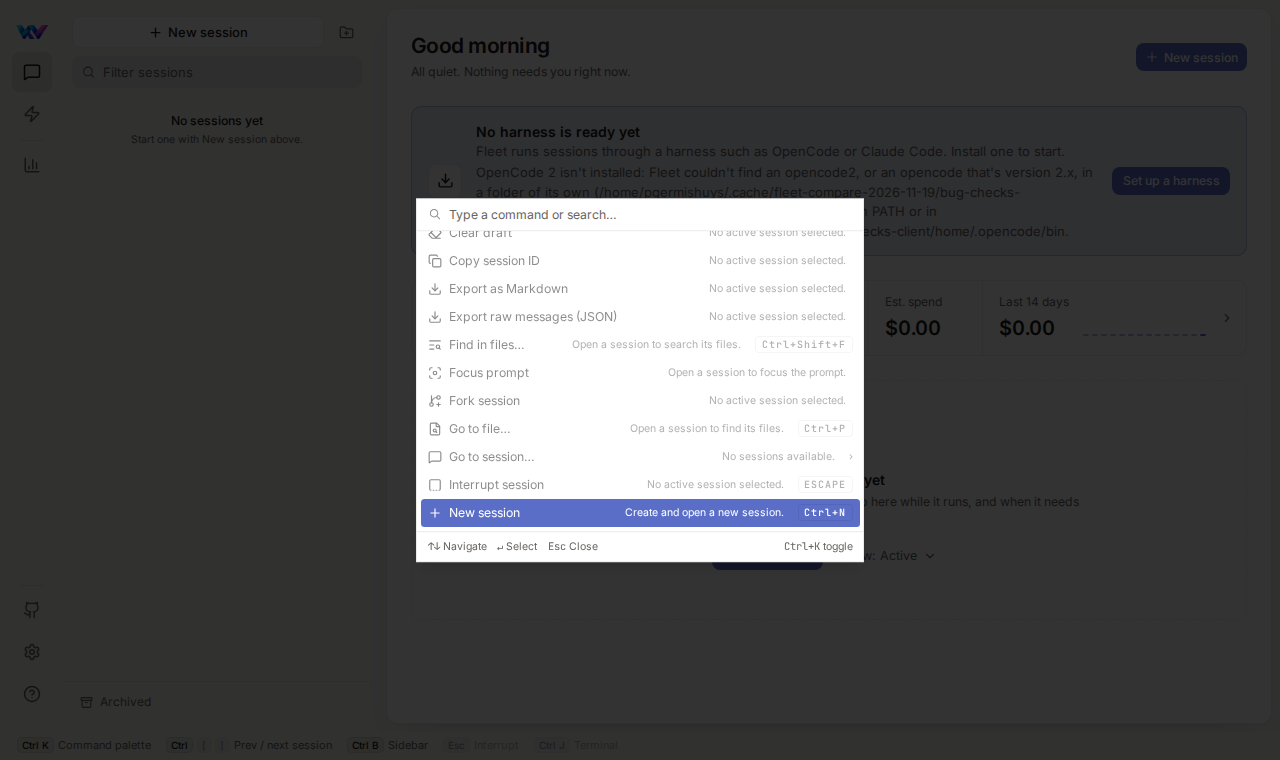 New session
Filter sessions
No sessions yet
Start one with New session above.
Archived
Good morning
All quiet. Nothing needs you right now.
New session
No harness is ready yet
Fleet runs sessions through a harness such as OpenCode or Claude Code. Install one to start.
OpenCode 2 isn't installed: Fleet couldn't find an opencode2, or an opencode that's version 2.x, in
a folder of its own (/home/pgermishuys/.cache/fleet-compare-2026-11-19/bug-checks-
PATH or in
ecks-client/home/.opencode/bin.
Set up a harness
Est. spend
$0.00
Last 14 days
$0.00
yet
here while it runs, and when it needs
w: Active
Type a command or search...
Clear draft No active session selected.
Copy session ID No active session selected.
Export as Markdown No active session selected.
Export raw messages (JSON) No active session selected.
Find in files... Open a session to search its files. Ctrl+Shift+F
Focus prompt Open a session to focus the prompt.
Fork session No active session selected.
Go to file... Open a session to find its files. Ctrl+P
Go to session... No sessions available. ›
Interrupt session No active session selected. ESCAPE
New session Create and open a new session. Ctrl+N
↑↓ Navigate ↵ Select Esc Close Ctrl+K toggle
Ctrl K Command palette Ctrl [ ] Prev / next session Ctrl B Sidebar Esc Interrupt Ctrl J Terminal